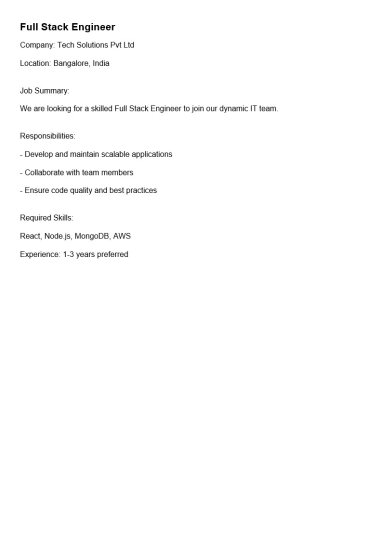 Full Stack Engineer
Company: Tech Solutions Pvt Ltd
Location: Bangalore, India
Job Summary:
We are looking for a skilled Full Stack Engineer to join our dynamic IT team.
Responsibilities:
- Develop and maintain scalable applications
- Collaborate with team members
- Ensure code quality and best practices
Required Skills:
React, Node.js, MongoDB, AWS
Experience: 1-3 years preferred